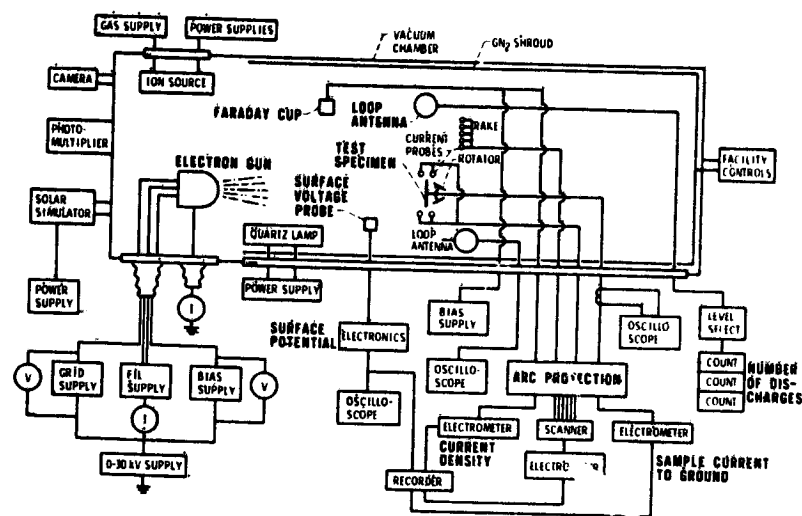 GAS SUPPLY
POWER SUPPLIES
VACUUM
CHAMBER
GN₂ SHROUD
CAMERA
ION SOURCE
FARADAY CUP
LOOP
ANTENNA
RAKE
CURRENT
PROBES
ROTATOR
PHOTO-
MULTIPLIER
ELECTRON GUN
TEST
SPECIMEN
FACILITY
CONTROLS
SOLAR
SIMULATOR
SURFACE
VOLTAGE
PROBE
QUARTZ LAMP
LOOP
ANTENNA
POWER
SUPPLY
POWER SUPPLY
I
BIAS
SUPPLY
OSCILLO
SCOPE
LEVEL
SELECT
SURFACE
POTENTIAL
ELECTRONICS
V
GRID
SUPPLY
FIL
SUPPLY
BIAS
SUPPLY
V
OSCILLO-
SCOPE
OSCILLO-
SCOPE
ARC PROTECTION
COUNT
COUNT
COUNT
NUMBER
OF DIS-
CHARGES
I
ELECTROMETER
SCANNER
ELECTROMETER
CURRENT
DENSITY
0-30 kV SUPPLY
RECORDER
SAMPLE CURRENT
TO GROUND